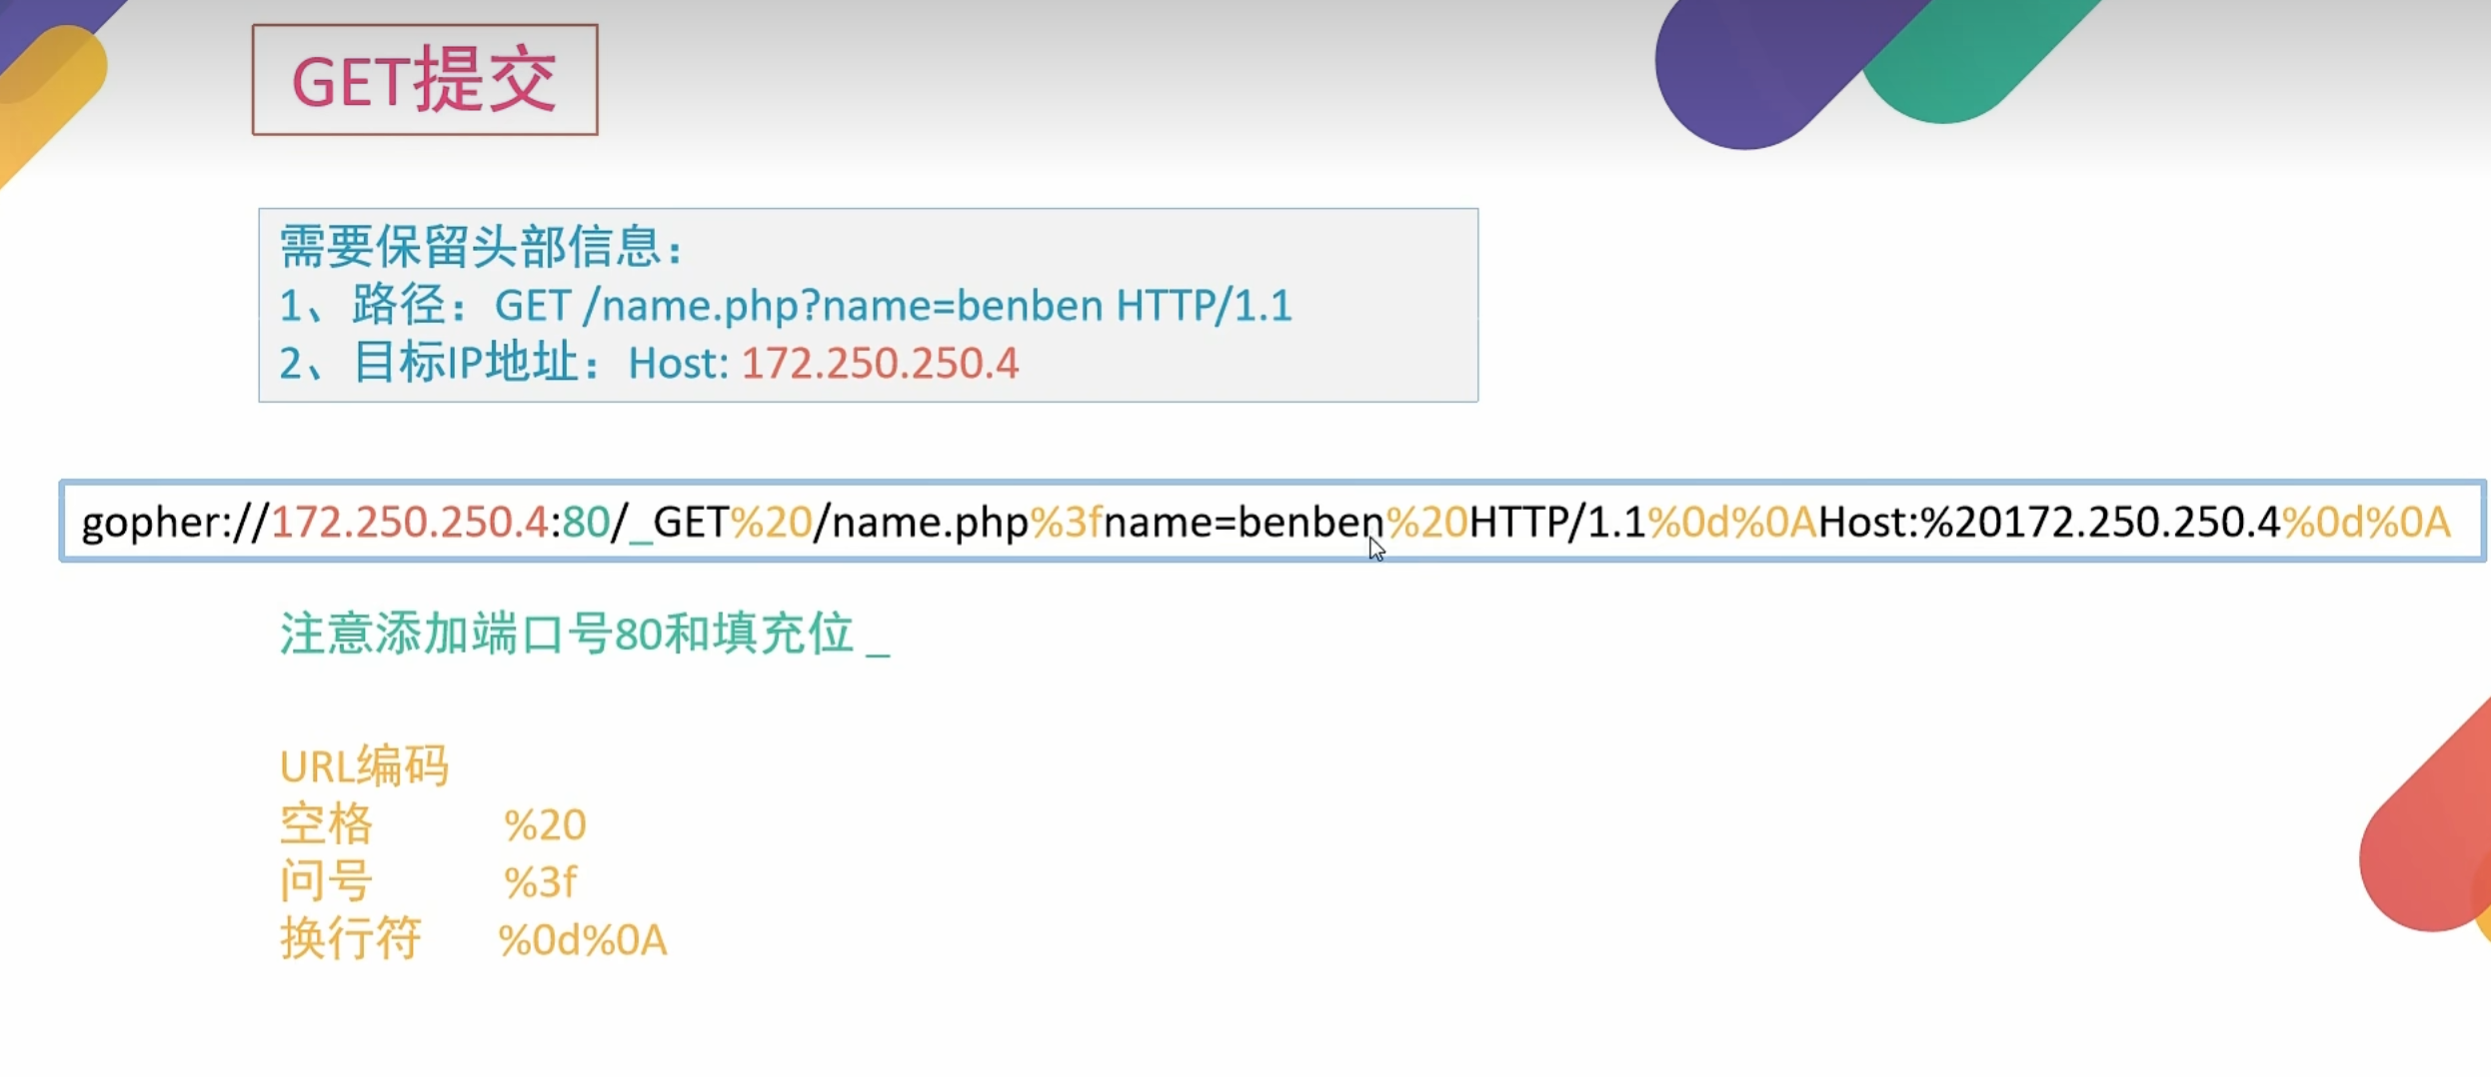 GET提交
需要保留头部信息：
1、路径：GET /name.php?name=benben HTTP/1.1
2、目标IP地址：Host: 172.250.250.4
gopher://172.250.250.4:80/_GET%20/name.php%3fname=benben%20HTTP/1.1%0d%0AHost:%20172.250.250.4%0d%0A
注意添加端口号80和填充位 _
URL编码
空格 %20
问号 %3f
换行符 %0d%0A